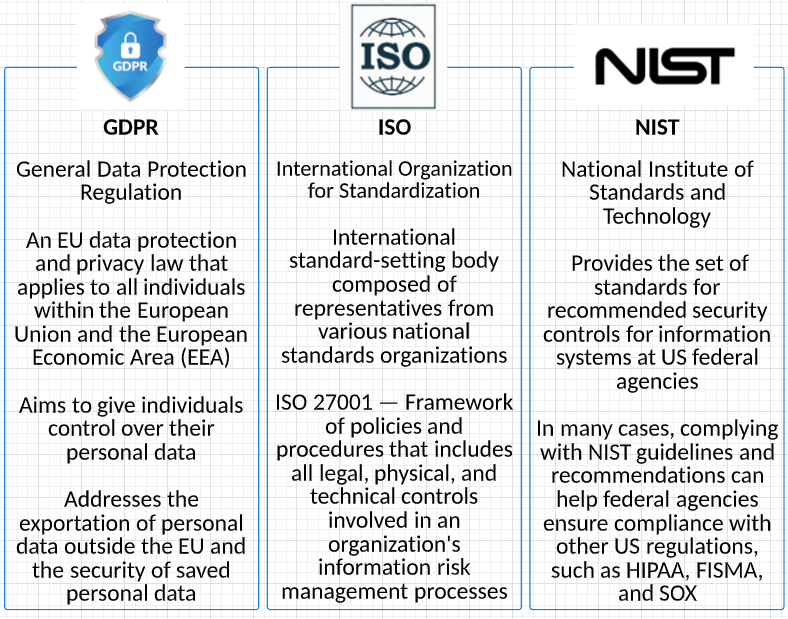 GDPR
GDPR
General Data Protection
Regulation
An EU data protection
and privacy law that
applies to all individuals
within the European
Union and the European
Economic Area (EEA)
Aims to give individuals
control over their
personal data
Addresses the
exportation of personal
data outside the EU and
the security of saved
personal data
ISO
ISO
International Organization
for Standardization
International
standard-setting body
composed of
representatives from
various national
standards organizations
ISO 27001 — Framework
of policies and
procedures that includes
all legal, physical, and
technical controls
involved in an
organization's
information risk
management processes
NIST
NIST
National Institute of
Standards and
Technology
Provides the set of
standards for
recommended security
controls for information
systems at US federal
agencies
In many cases, complying
with NIST guidelines and
recommendations can
help federal agencies
ensure compliance with
other US regulations,
such as HIPAA, FISMA,
and SOX